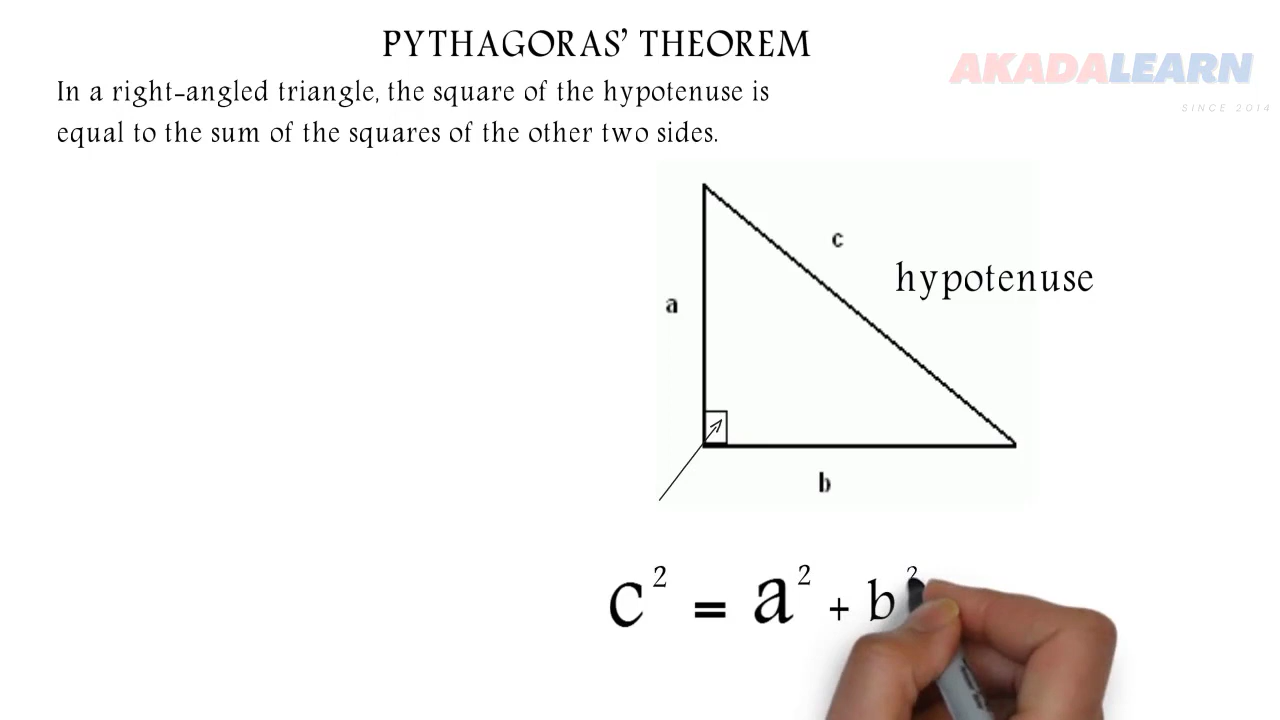 PYTHAGORAS' THEOREM
AKADALEARN
SINCE 2014
In a right-angled triangle, the square of the hypotenuse is
equal to the sum of the squares of the other two sides.
c
hypotenuse
a
b
c² = a² + b²